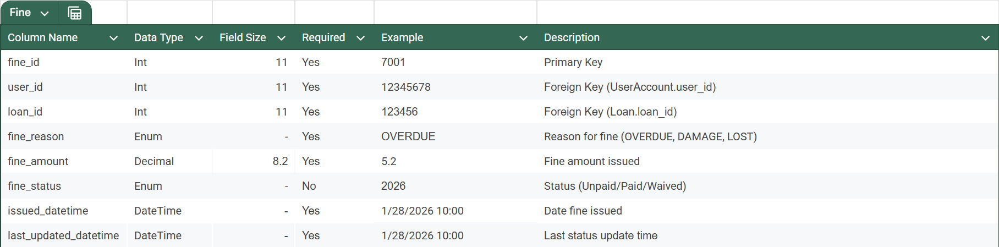 Fine
Column Name Data Type Field Size Required Example Description
fine_id Int 11 Yes 7001 Primary Key
user_id Int 11 Yes 12345678 Foreign Key (UserAccount.user_id)
loan_id Int 11 Yes 123456 Foreign Key (Loan.loan_id)
fine_reason Enum - Yes OVERDUE Reason for fine (OVERDUE, DAMAGE, LOST)
fine_amount Decimal 8.2 Yes 5.2 Fine amount issued
fine_status Enum - No 2026 Status (Unpaid/Paid/Waived)
issued_datetime DateTime - Yes 1/28/2026 10:00 Date fine issued
last_updated_datetime DateTime - Yes 1/28/2026 10:00 Last status update time